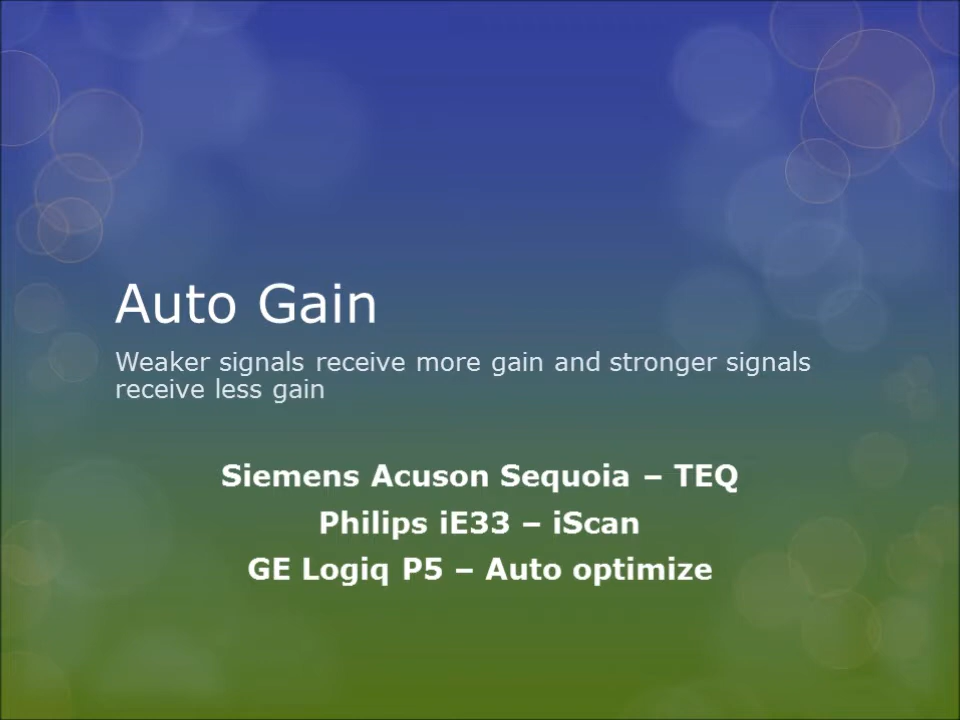 Auto Gain
Weaker signals receive more gain and stronger signals
receive less gain
Siemens Acuson Sequoia – TEQ
Philips iE33 – iScan
GE Logiq P5 – Auto optimize